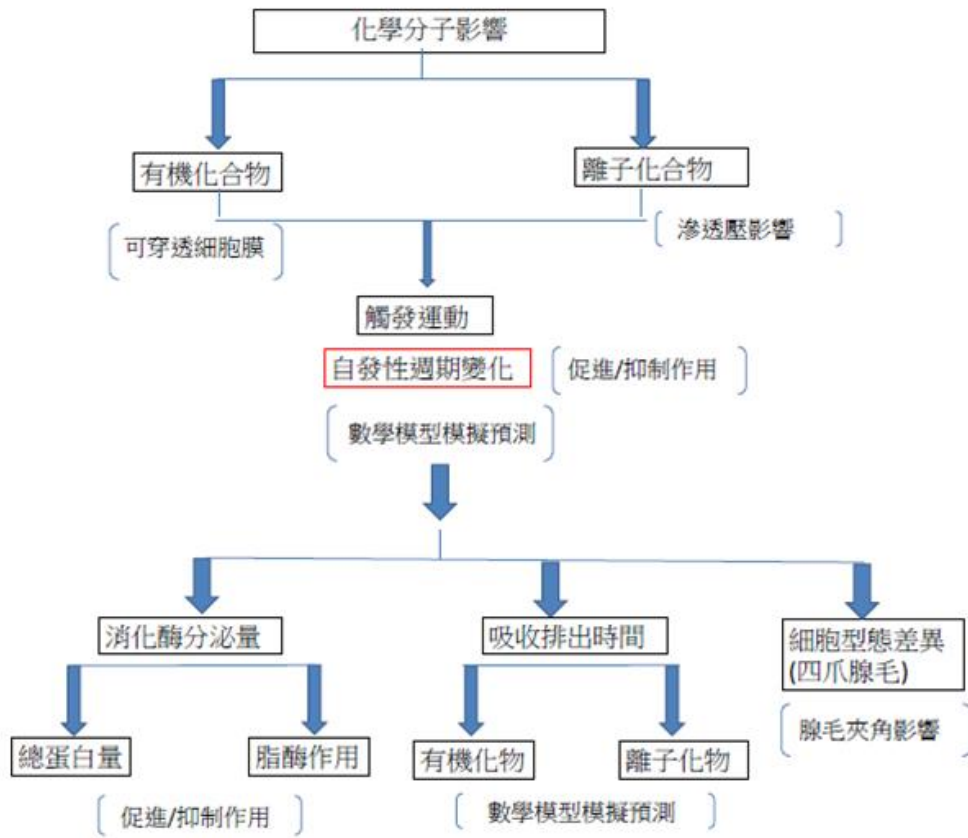 化學分子影響
有機化合物
離子化合物
可穿透細胞膜
滲透壓影響
觸發運動
自發性週期變化
促進/抑制作用
數學模型模擬預測
消化酶分泌量
吸收排出時間
細胞型態差異
(四爪腺毛)
總蛋白量
脂酶作用
有機化物
離子化物
腺毛夾角影響
促進/抑制作用
數學模型模擬預測